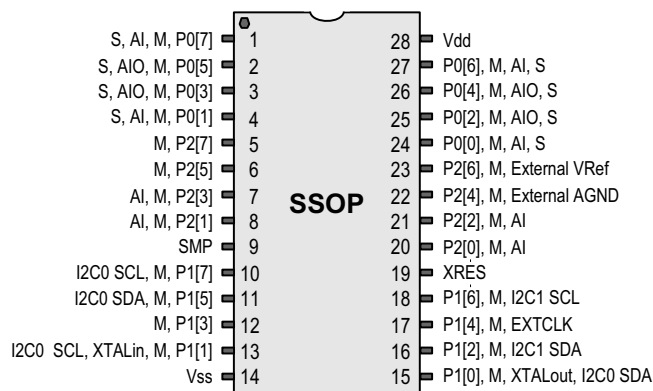 S, AI, M, P0[7] 1 28 Vdd
S, AIO, M, P0[5] 2 27 P0[6], M, AI, S
S, AIO, M, P0[3] 3 26 P0[4], M, AIO, S
S, AI, M, P0[1] 4 25 P0[2], M, AIO, S
M, P2[7] 5 24 P0[0], M, AI, S
M, P2[5] 6 23 P2[6], M, External VRef
AI, M, P2[3] 7 22 P2[4], M, External AGND
SSOP
AI, M, P2[1] 8 21 P2[2], M, AI
SMP 9 20 P2[0], M, AI
I2C0 SCL, M, P1[7] 10 19 XRES
I2C0 SDA, M, P1[5] 11 18 P1[6], M, I2C1 SCL
M, P1[3] 12 17 P1[4], M, EXTCLK
I2C0 SCL, XTALin, M, P1[1] 13 16 P1[2], M, I2C1 SDA
Vss 14 15 P1[0], M, XTALout, I2C0 SDA